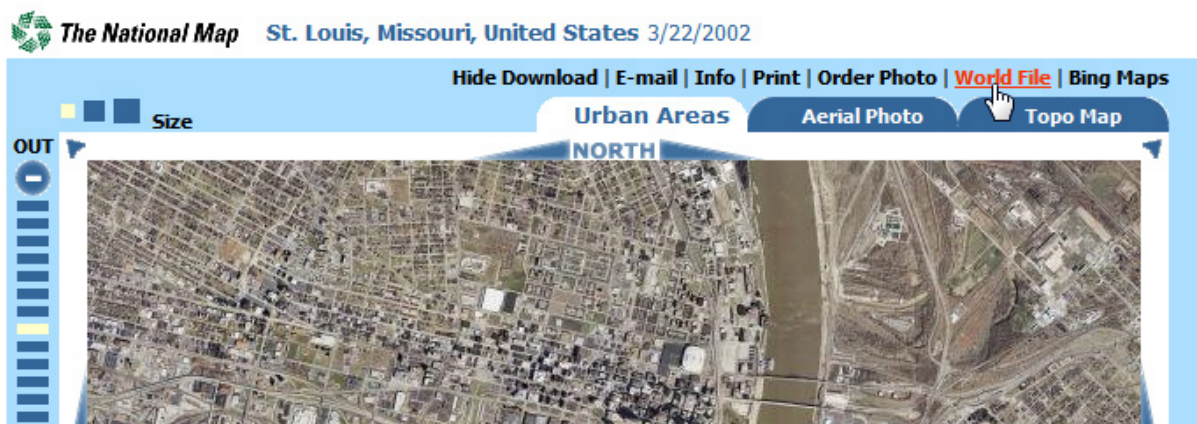 The National Map St. Louis, Missouri, United States 3/22/2002
Hide Download | E-mail | Info | Print | Order Photo | World File | Bing Maps
Size
Urban Areas Aerial Photo Topo Map
OUT
NORTH